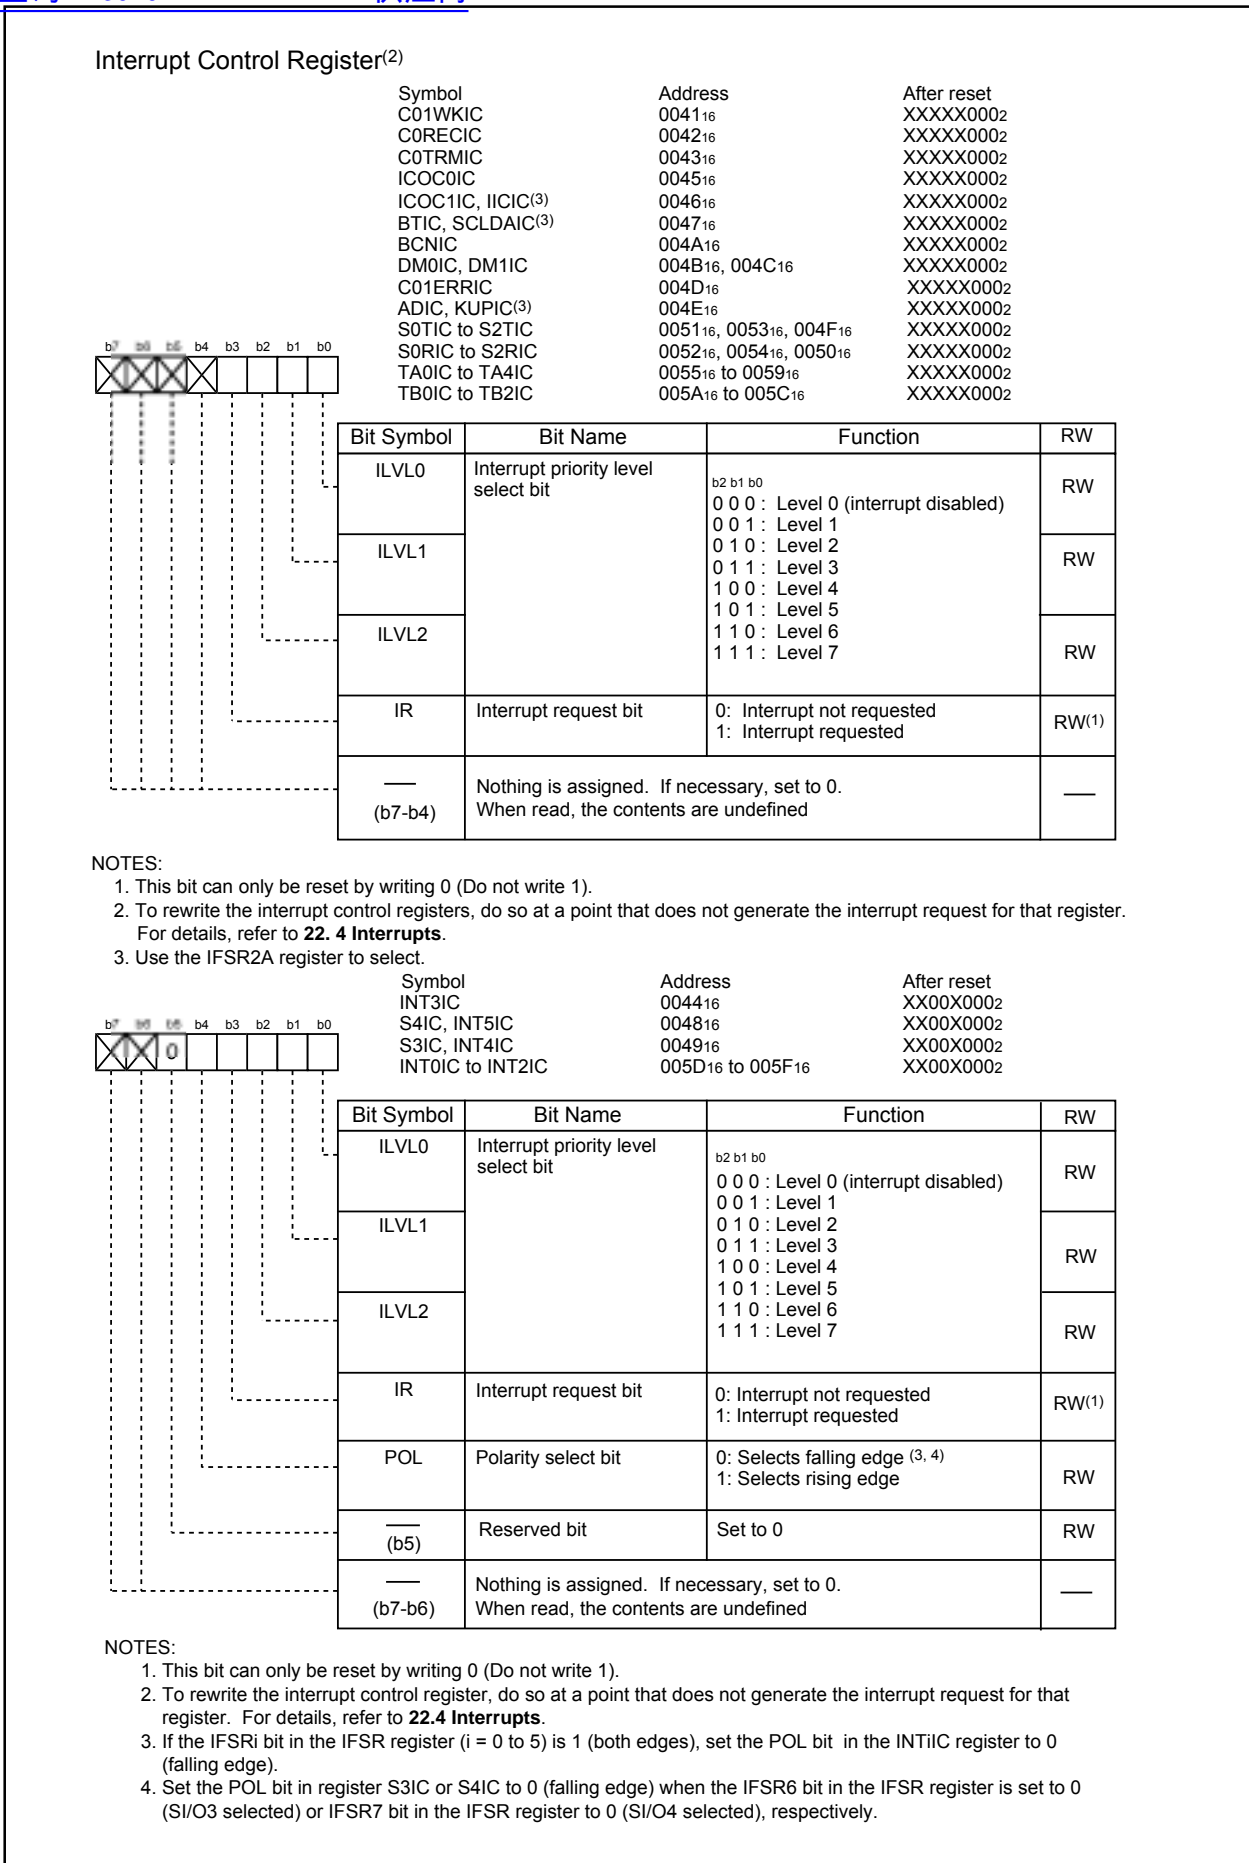 Interrupt Control Register(2)
Symbol Address After reset
C01WKIC 004116 XXXXX0002
C0RECIC 004216 XXXXX0002
C0TRMIC 004316 XXXXX0002
ICOC0IC 004516 XXXXX0002
ICOC1IC, IICIC(3) 004616 XXXXX0002
BTIC, SCLDAIC(3) 004716 XXXXX0002
BCNIC 004A16 XXXXX0002
DM0IC, DM1IC 004B16, 004C16 XXXXX0002
C01ERRIC 004D16 XXXXX0002
ADIC, KUPIC(3) 004E16 XXXXX0002
S0TIC to S2TIC 005116, 005316, 004F16 XXXXX0002
S0RIC to S2RIC 005216, 005416, 005016 XXXXX0002
TA0IC to TA4IC 005516 to 005916 XXXXX0002
TB0IC to TB2IC 005A16 to 005C16 XXXXX0002
b7 b6 b5 b4 b3 b2 b1 b0
Bit Symbol Bit Name Function RW
ILVL0 Interrupt priority level select bit RW
b2 b1 b0
0 0 0 : Level 0 (interrupt disabled)
0 0 1 : Level 1
ILVL1 0 1 0 : Level 2 RW
0 1 1 : Level 3
1 0 0 : Level 4
1 0 1 : Level 5
ILVL2 1 1 0 : Level 6 RW
1 1 1 : Level 7
IR Interrupt request bit 0: Interrupt not requested RW(1)
1: Interrupt requested
(b7-b4) Nothing is assigned. If necessary, set to 0.
When read, the contents are undefined
NOTES:
1. This bit can only be reset by writing 0 (Do not write 1).
2. To rewrite the interrupt control registers, do so at a point that does not generate the interrupt request for that register.
For details, refer to 22. 4 Interrupts.
3. Use the IFSR2A register to select.
Symbol Address After reset
INT3IC 004416 XX00X0002
S4IC, INT5IC 004816 XX00X0002
S3IC, INT4IC 004916 XX00X0002
INT0IC to INT2IC 005D16 to 005F16 XX00X0002
b7 b6 b5 b4 b3 b2 b1 b0
0
Bit Symbol Bit Name Function RW
ILVL0 Interrupt priority level select bit RW
b2 b1 b0
0 0 0 : Level 0 (interrupt disabled)
0 0 1 : Level 1
ILVL1 0 1 0 : Level 2 RW
0 1 1 : Level 3
1 0 0 : Level 4
1 0 1 : Level 5
ILVL2 1 1 0 : Level 6 RW
1 1 1 : Level 7
IR Interrupt request bit 0: Interrupt not requested RW(1)
1: Interrupt requested
POL Polarity select bit 0: Selects falling edge (3, 4) RW
1: Selects rising edge
(b5) Reserved bit Set to 0 RW
(b7-b6) Nothing is assigned. If necessary, set to 0.
When read, the contents are undefined
NOTES:
1. This bit can only be reset by writing 0 (Do not write 1).
2. To rewrite the interrupt control register, do so at a point that does not generate the interrupt request for that
register. For details, refer to 22.4 Interrupts.
3. If the IFSRi bit in the IFSR register (i = 0 to 5) is 1 (both edges), set the POL bit in the INTiIC register to 0
(falling edge).
4. Set the POL bit in register S3IC or S4IC to 0 (falling edge) when the IFSR6 bit in the IFSR register is set to 0
(SI/O3 selected) or IFSR7 bit in the IFSR register to 0 (SI/O4 selected), respectively.